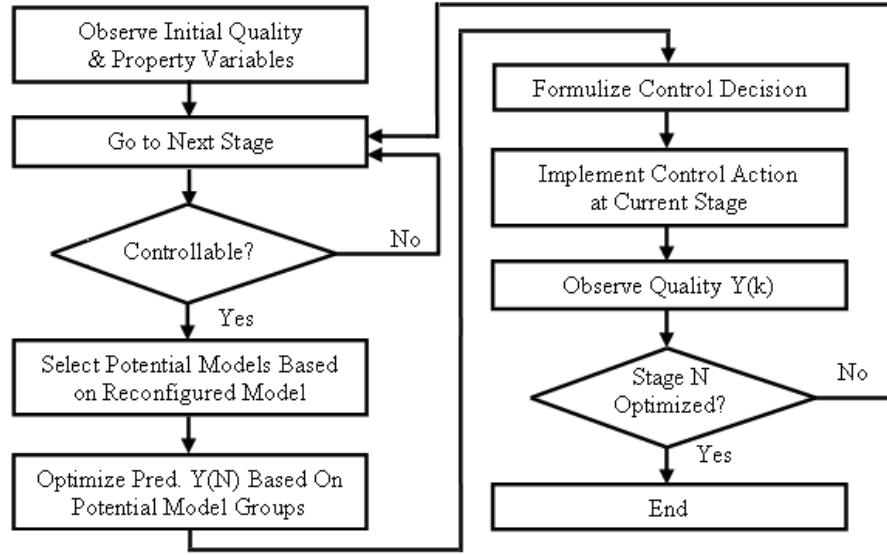 Observe Initial Quality
& Property Variables
Go to Next Stage
Controllable?
No
Yes
Select Potential Models Based
on Reconfigured Model
Optimize Pred. Y(N) Based On
Potential Model Groups
Formulize Control Decision
Implement Control Action
at Current Stage
Observe Quality Y(k)
Stage N
Optimized?
No
Yes
End